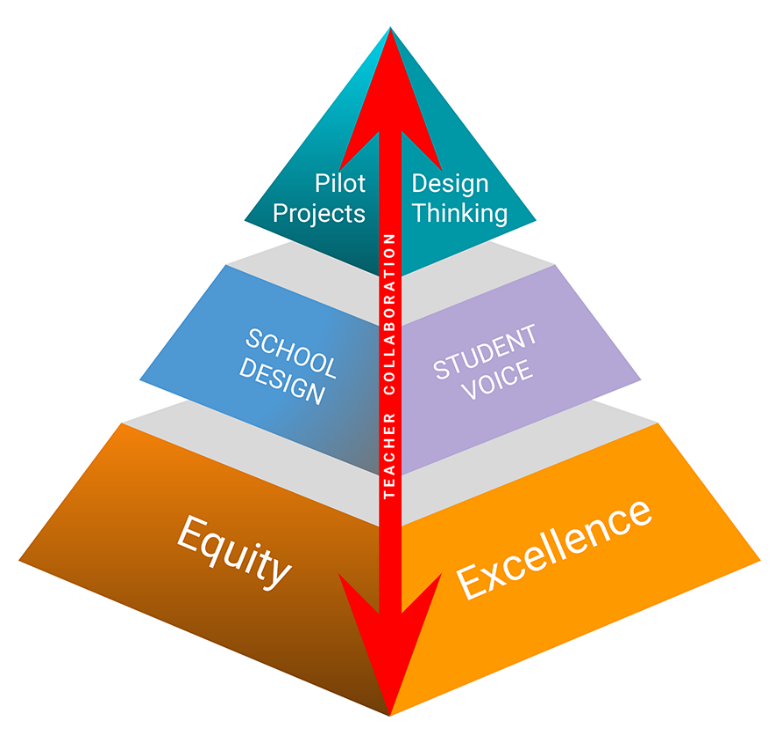 Pilot
Projects
Design
Thinking
TEACHER COLLABORATION
SCHOOL
DESIGN
STUDENT
VOICE
Equity
Excellence